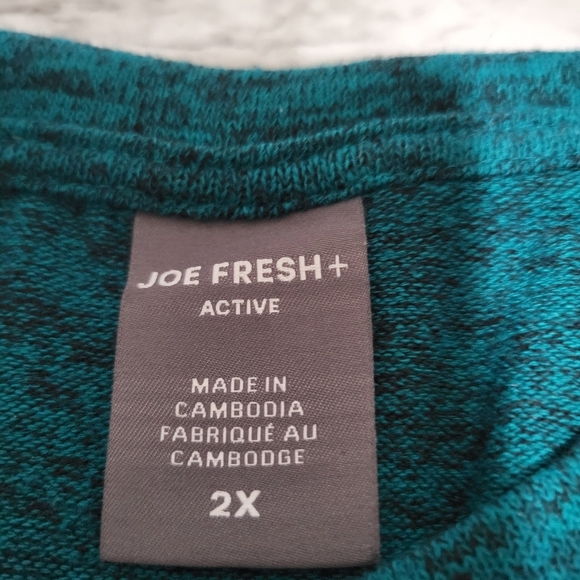 JOE FRESH+
ACTIVE
MADE IN
CAMBODIA
FABRIQUÉ AU
CAMBODGE
2X